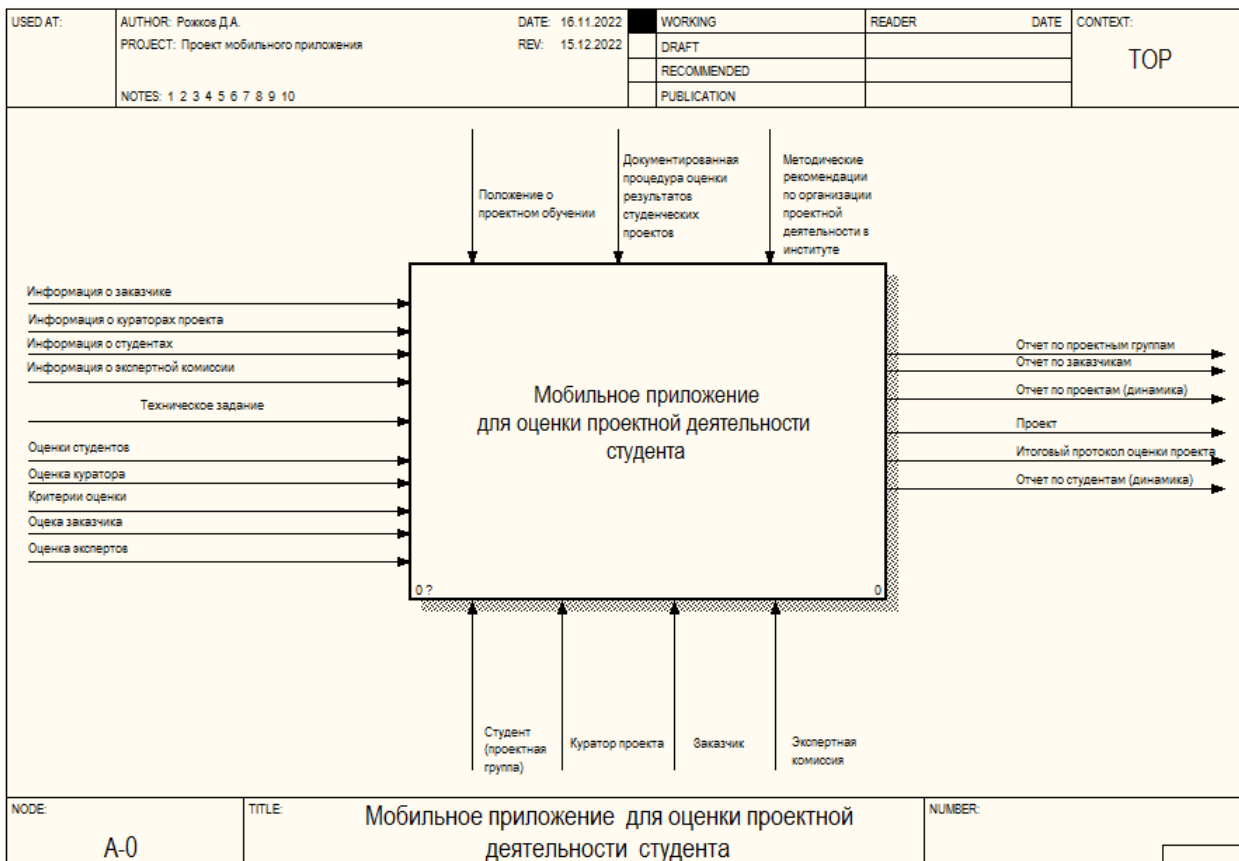 USED AT:
AUTHOR: Рожков Д.А.
DATE: 16.11.2022
WORKING
READER
DATE
CONTEXT:
PROJECT: Проект мобильного приложения
REV: 15.12.2022
DRAFT
TOP
RECOMMENDED
NOTES: 1 2 3 4 5 6 7 8 9 10
PUBLICATION
Положение о
проектном обучении
Документированная
процедура оценки
результатов
студенческих
проектов
Методические
рекомендации
по организации
проектной
деятельности в
институте
Информация о заказчике
Информация о кураторах проекта
Информация о студентах
Информация о экспертной комиссии
Техническое задание
Оценки студентов
Оценка куратора
Критерии оценки
Оцека заказчика
Оценка экспертов
Мобильное приложение
для оценки проектной деятельности
студента
0 ?
0
Отчет по проектным группам
Отчет по заказчикам
Отчет по проектам (динамика)
Проект
Итоговый протокол оценки проекта
Отчет по студентам (динамика)
Студент
(проектная
группа)
Куратор проекта
Заказчик
Экспертная
комиссия
NODE:
A-0
TITLE:
Мобильное приложение для оценки проектной
деятельности студента
NUMBER: